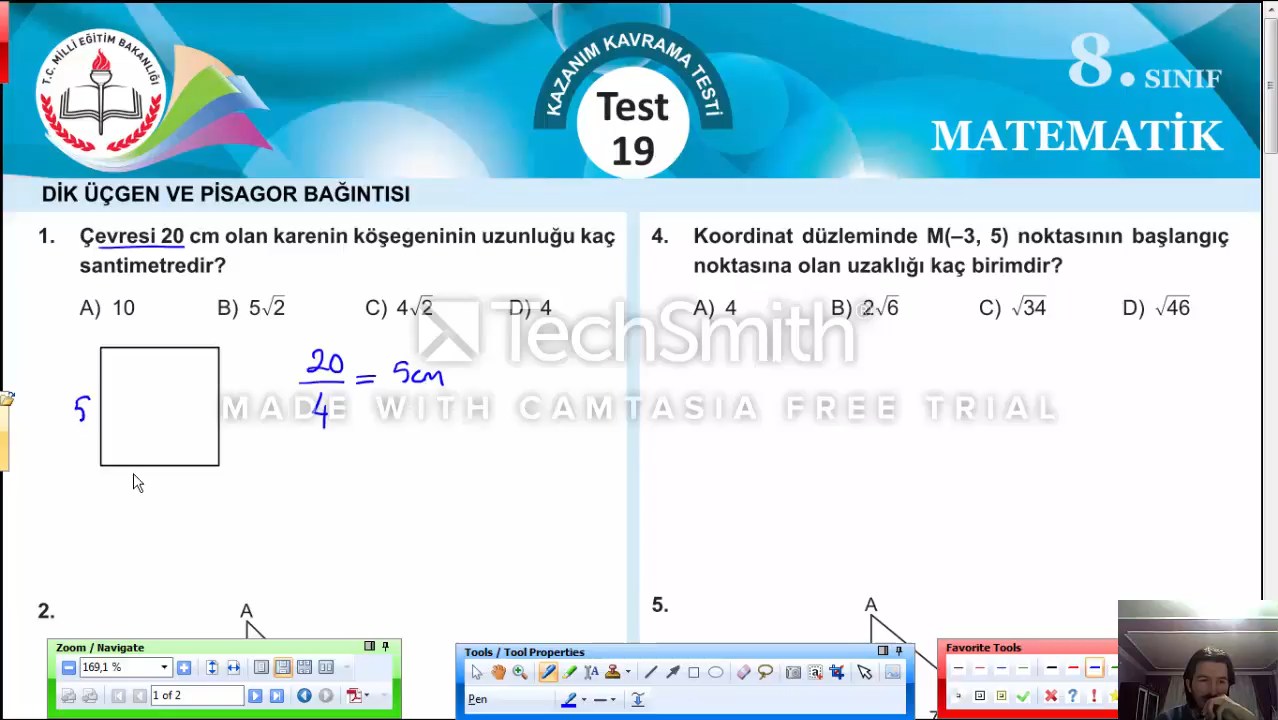 T.C. MİLLÎ EĞİTİM BAKANLIĞI
KAZANIM KAVRAMA TESTİ
Test
19
8. SINIF
MATEMATİK
DİK ÜÇGEN VE PİSAGOR BAĞINTISI
1. Çevresi 20 cm olan karenin köşegeninin uzunluğu kaç
santimetredir?
A) 10 B) 5√2 C) 4√2 D) 4
20
4
= 5cm
5
2.
A
4. Koordinat düzleminde M(–3, 5) noktasının başlangıç
noktasına olan uzaklığı kaç birimdir?
A) 4 B) 2√6 C) √34 D) √46
5.
A
TechSmith
MADE WITH CAMTASIA FREE TRIAL
Zoom / Navigate
169,1 %
1 of 2
Tools / Tool Properties
Pen
Favorite Tools